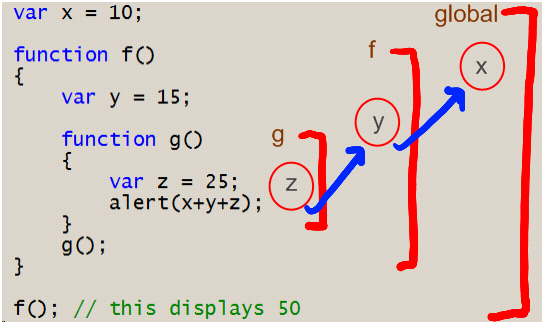 var x = 10; global
function f() f x
{
var y = 15; y
function g() g
{
var z = 25; z
alert(x+y+z);
}
g();
}
f(); // this displays 50